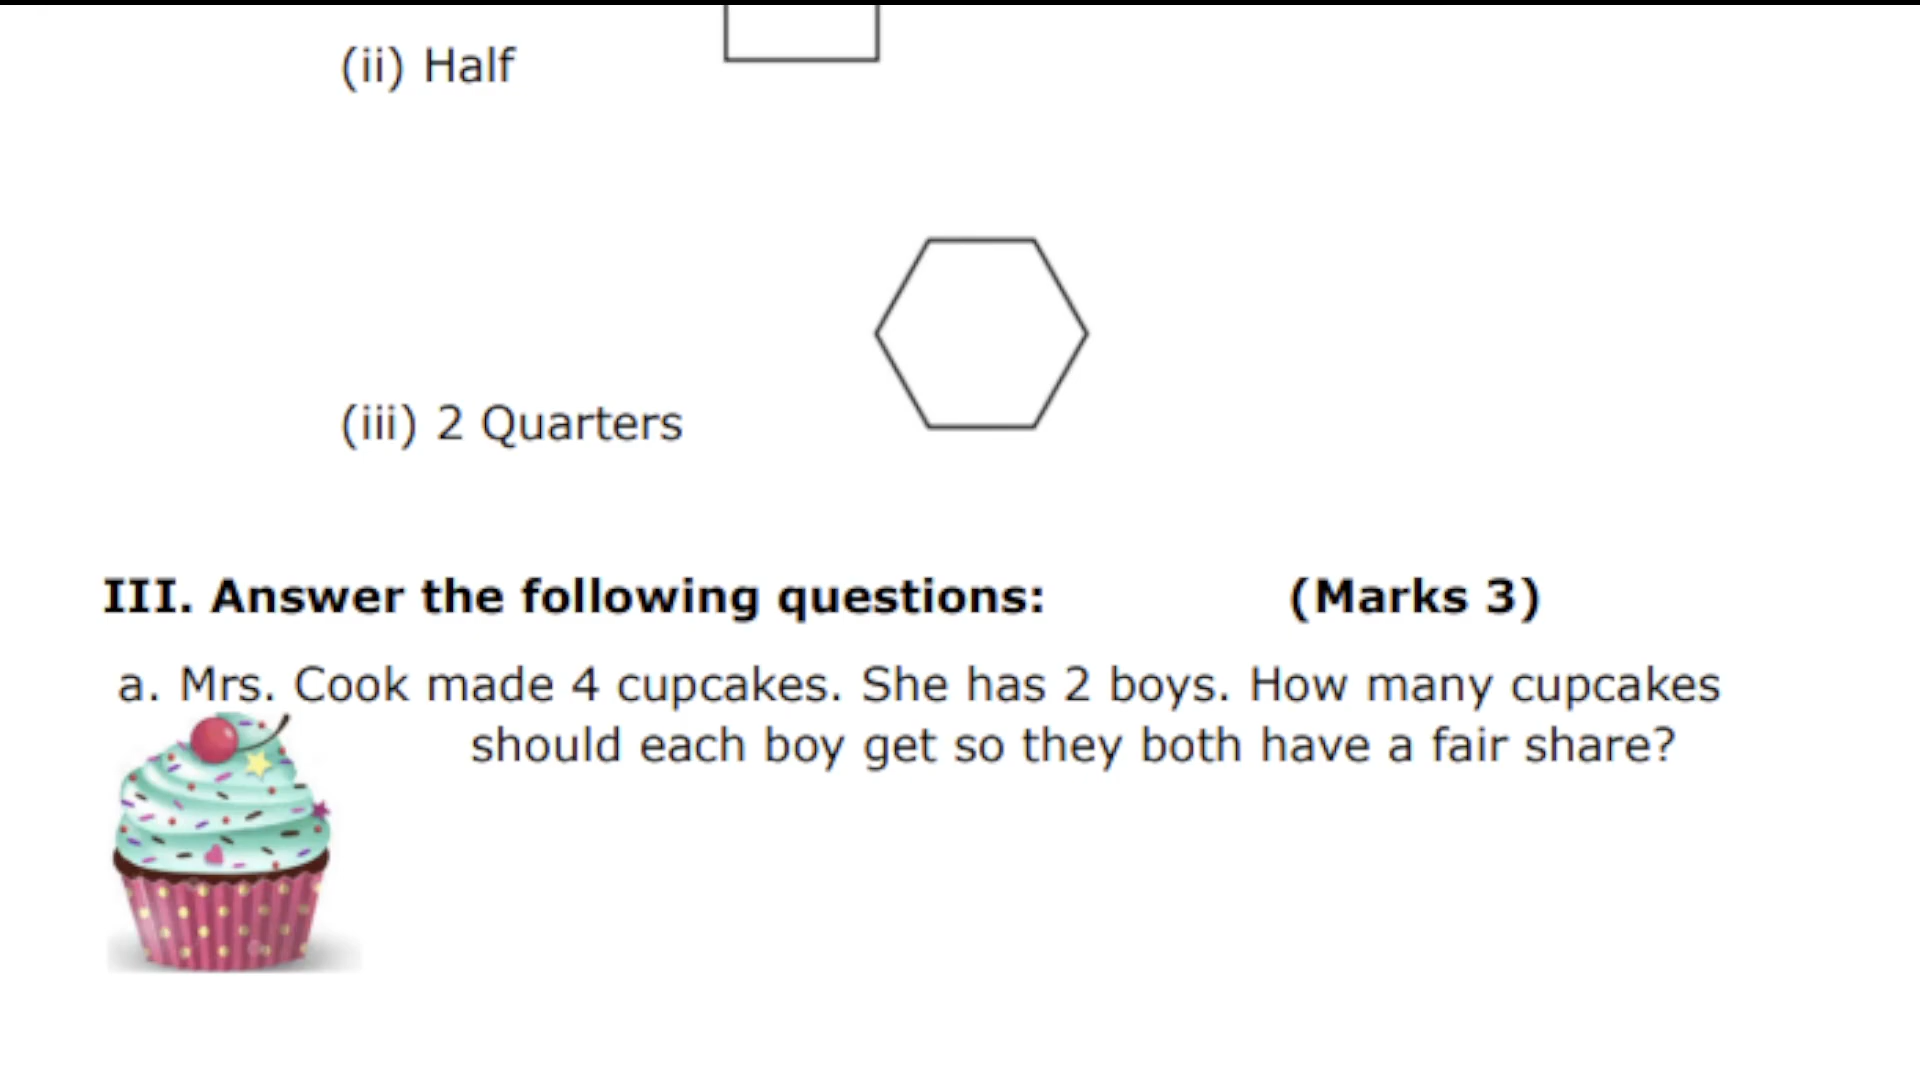 (ii) Half
(iii) 2 Quarters
III. Answer the following questions: (Marks 3)
a. Mrs. Cook made 4 cupcakes. She has 2 boys. How many cupcakes
should each boy get so they both have a fair share?